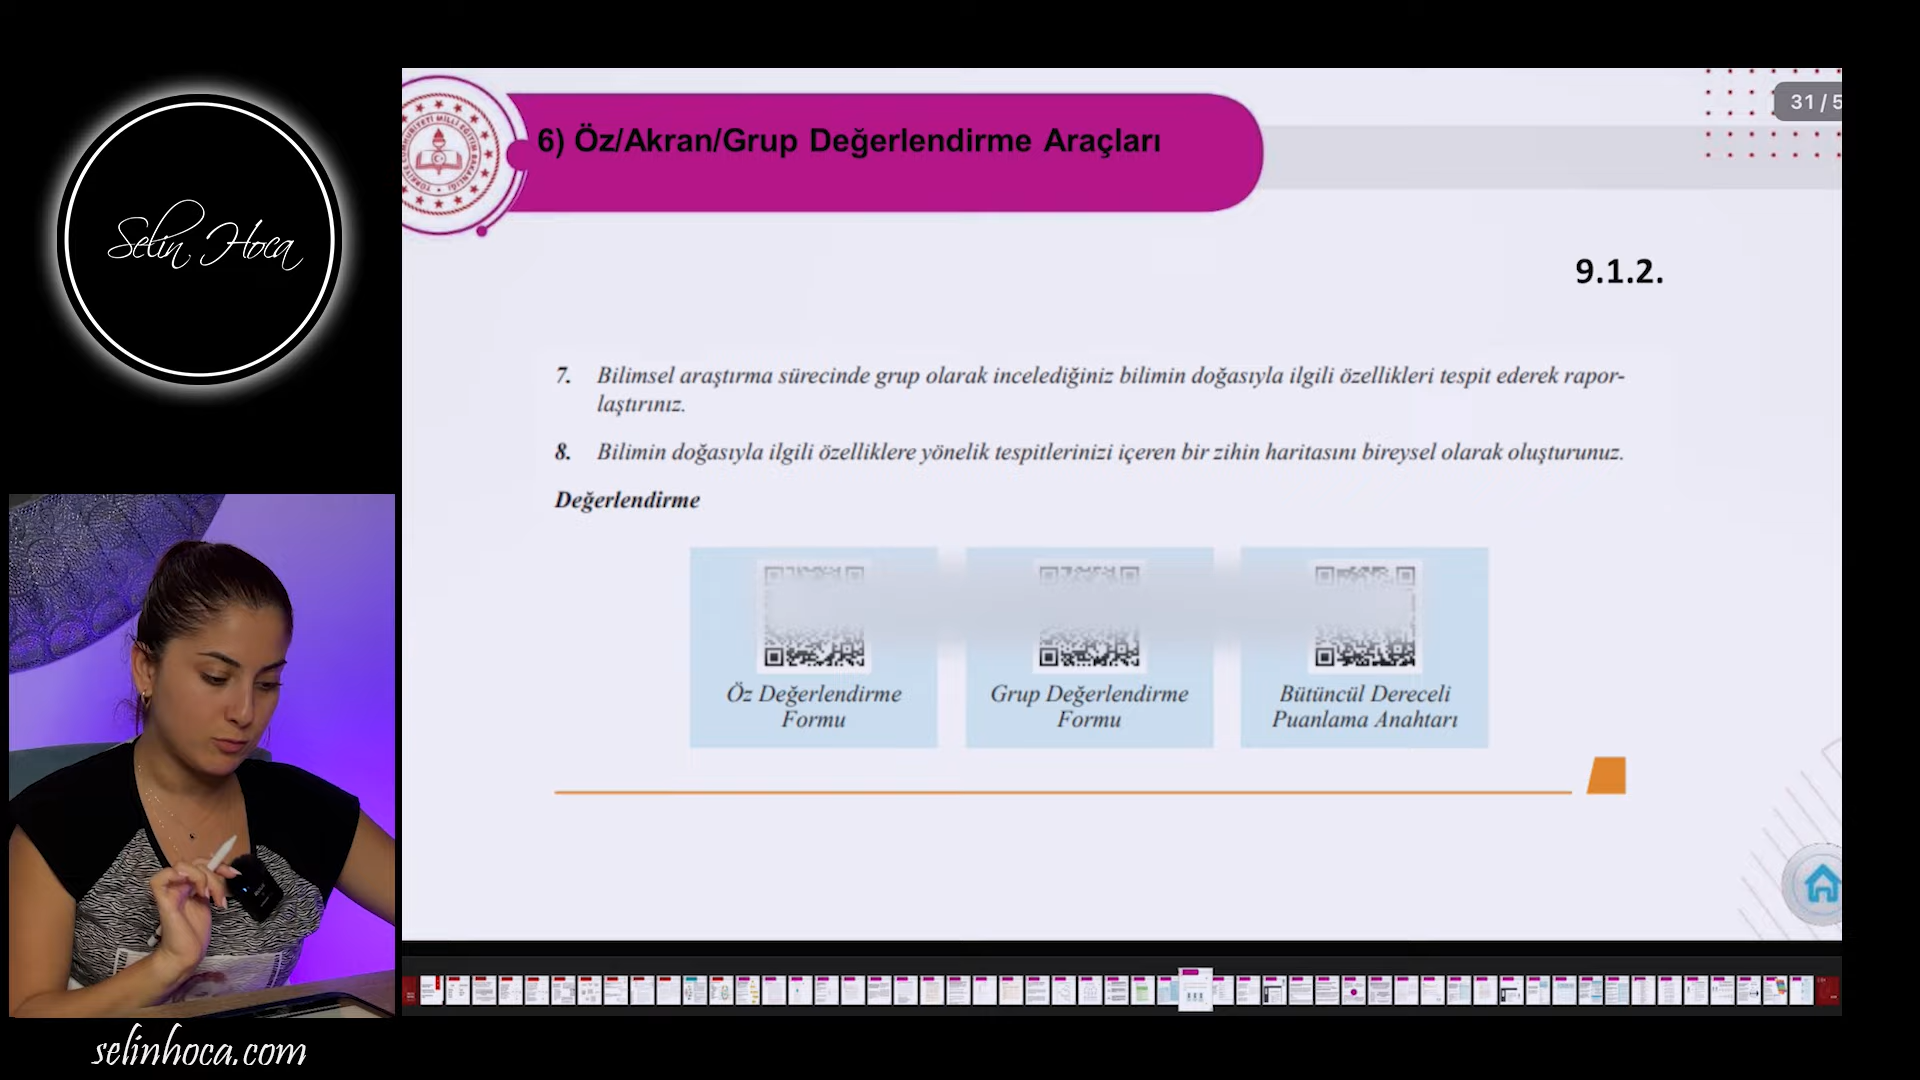 Selin Hoca
6) Öz/Akran/Grup Değerlendirme Araçları
31 / 5
9.1.2.
7. Bilimsel araştırma sürecinde grup olarak incelediğiniz bilimin doğasıyla ilgili özellikleri tespit ederek rapor-
laştırınız.
8. Bilimin doğasıyla ilgili özelliklere yönelik tespitlerinizi içeren bir zihin haritasını bireysel olarak oluşturunuz.
Değerlendirme
Öz Değerlendirme
Formu
Grup Değerlendirme
Formu
Bütüncül Dereceli
Puanlama Anahtarı
selinhoca.com